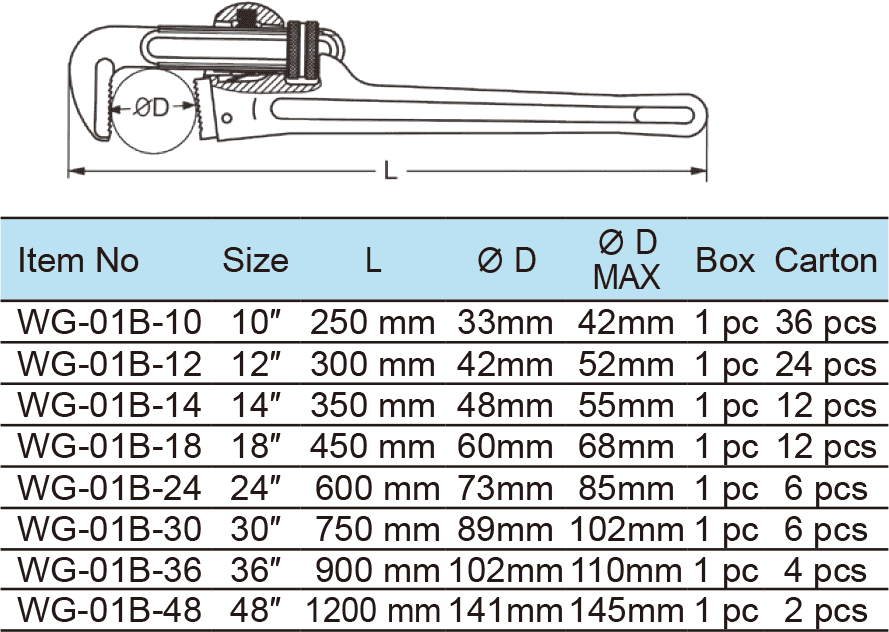 ØD
L
Item No Size L Ø D Ø D MAX Box Carton
WG-01B-10 10″ 250 mm 33mm 42mm 1 pc 36 pcs
WG-01B-12 12″ 300 mm 42mm 52mm 1 pc 24 pcs
WG-01B-14 14″ 350 mm 48mm 55mm 1 pc 12 pcs
WG-01B-18 18″ 450 mm 60mm 68mm 1 pc 12 pcs
WG-01B-24 24″ 600 mm 73mm 85mm 1 pc 6 pcs
WG-01B-30 30″ 750 mm 89mm 102mm 1 pc 6 pcs
WG-01B-36 36″ 900 mm 102mm 110mm 1 pc 4 pcs
WG-01B-48 48″ 1200 mm 141mm 145mm 1 pc 2 pcs